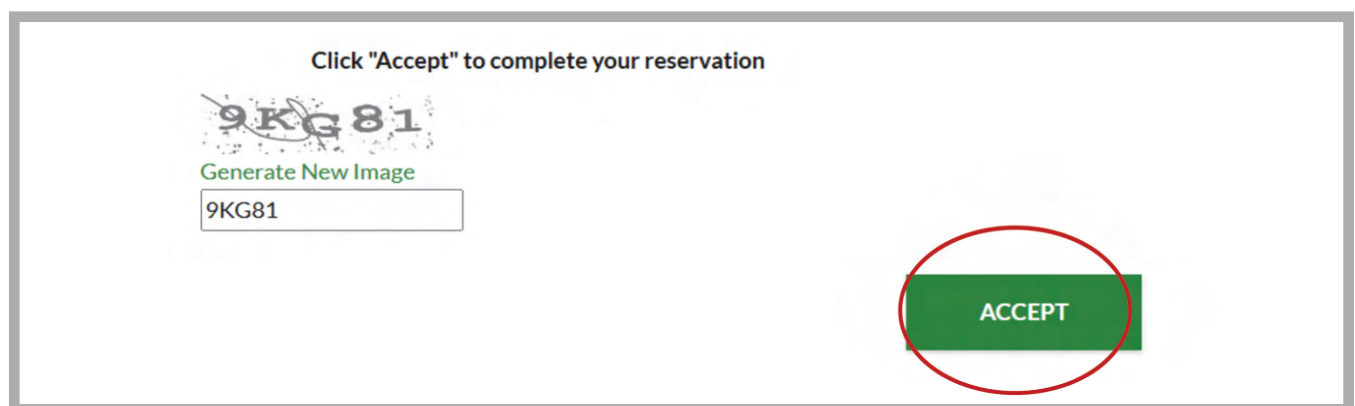 Click "Accept" to complete your reservation
9KG81
Generate New Image
9KG81
ACCEPT